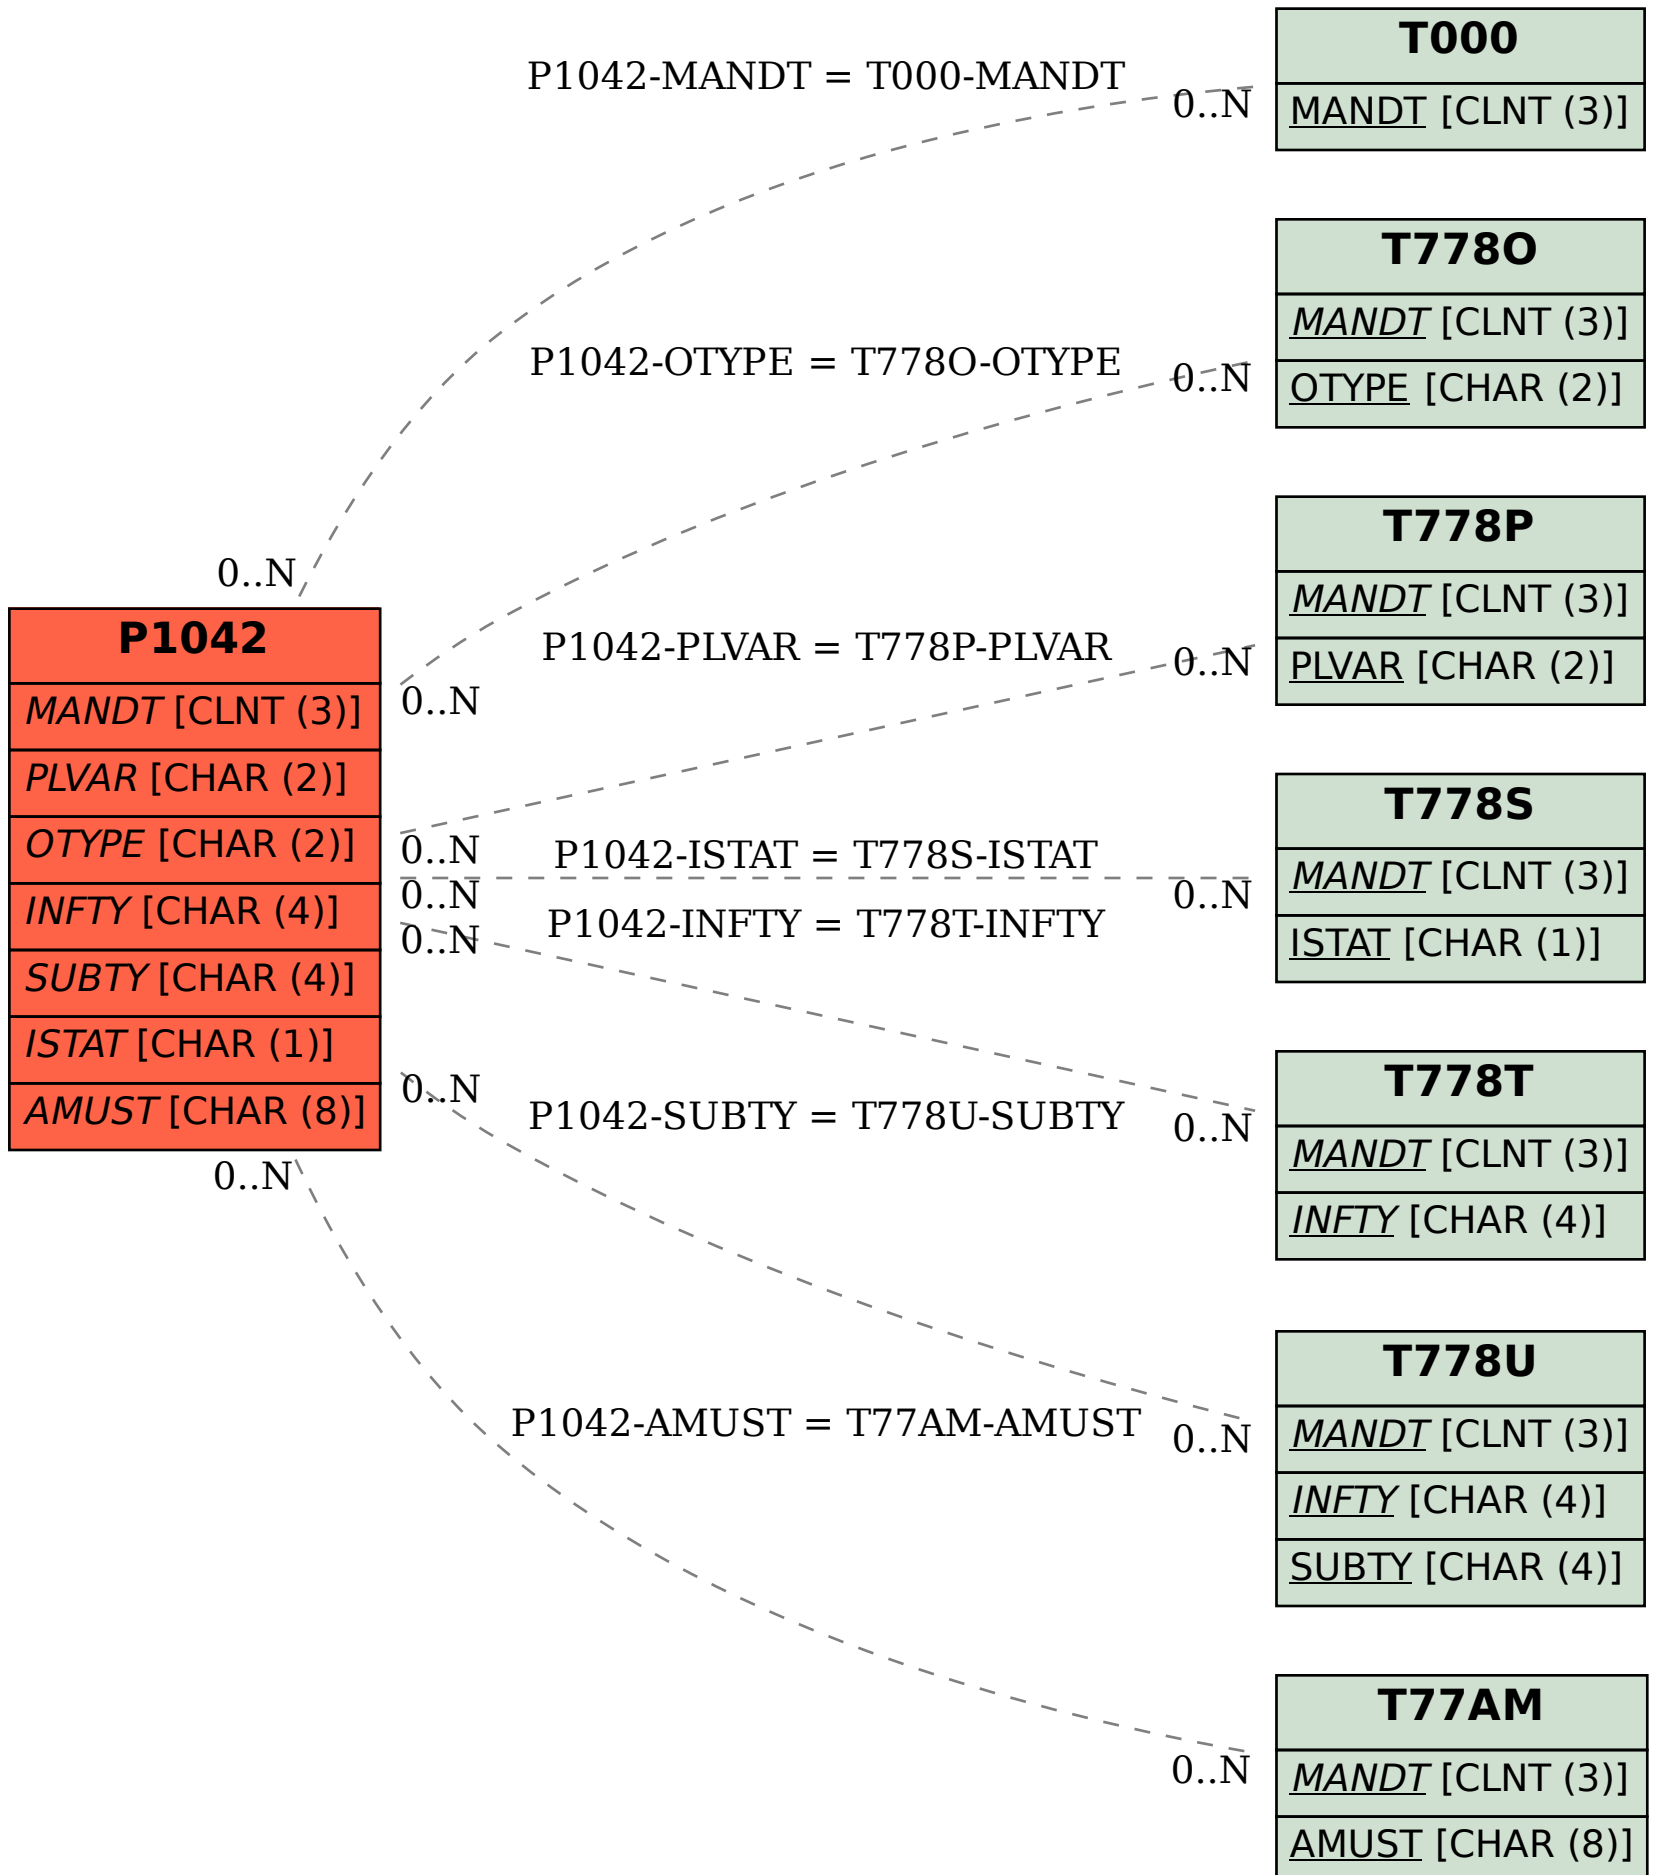 P1042-MANDT = T000-MANDT
0..N
0..N
T000
MANDT [CLNT (3)]
P1042-OTYPE = T778O-OTYPE
0..N
0..N
T778O
MANDT [CLNT (3)]
OTYPE [CHAR (2)]
P1042-PLVAR = T778P-PLVAR
0..N
0..N
T778P
MANDT [CLNT (3)]
PLVAR [CHAR (2)]
P1042
MANDT [CLNT (3)]
PLVAR [CHAR (2)]
OTYPE [CHAR (2)]
INFTY [CHAR (4)]
SUBTY [CHAR (4)]
ISTAT [CHAR (1)]
AMUST [CHAR (8)]
P1042-ISTAT = T778S-ISTAT
0..N
0..N
T778S
MANDT [CLNT (3)]
ISTAT [CHAR (1)]
P1042-INFTY = T778T-INFTY
0..N
0..N
T778T
MANDT [CLNT (3)]
INFTY [CHAR (4)]
P1042-SUBTY = T778U-SUBTY
0..N
0..N
T778U
MANDT [CLNT (3)]
INFTY [CHAR (4)]
SUBTY [CHAR (4)]
P1042-AMUST = T77AM-AMUST
0..N
0..N
T77AM
MANDT [CLNT (3)]
AMUST [CHAR (8)]